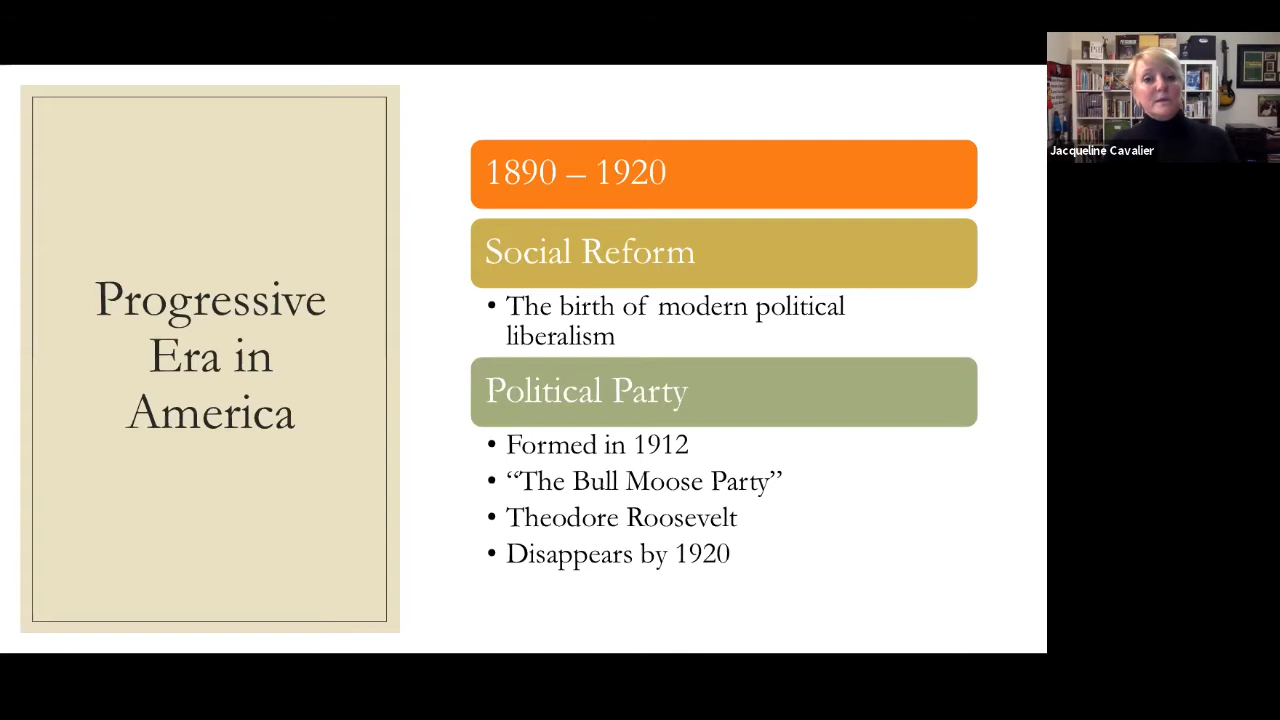 Progressive
Era in
America
1890 – 1920
Social Reform
• The birth of modern political
liberalism
Political Party
• Formed in 1912
• “The Bull Moose Party”
• Theodore Roosevelt
• Disappears by 1920
Jacqueline Cavalier